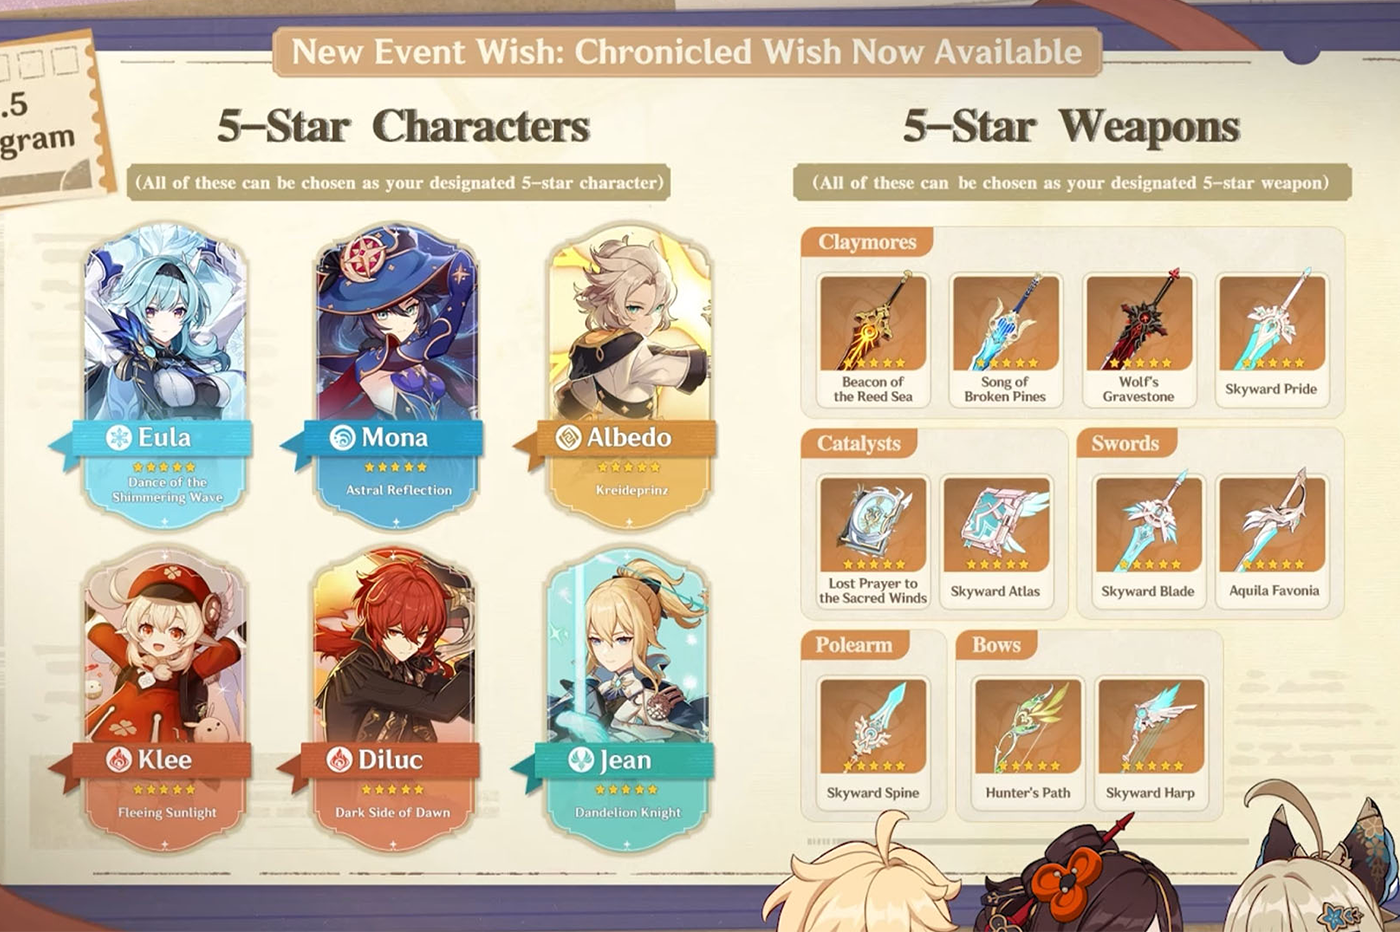 New Event Wish: Chronicled Wish Now Available
.5
gram
5-Star Characters
(All of these can be chosen as your designated 5-star character)
Eula
Dance of the
Shimmering Wave
Mona
Astral Reflection
Albedo
Kreideprinz
Klee
Fleeing Sunlight
Diluc
Dark Side of Dawn
Jean
Dandelion Knight
5-Star Weapons
(All of these can be chosen as your designated 5-star weapon)
Claymores
Beacon of
the Reed Sea
Song of
Broken Pines
Wolf's
Gravestone
Skyward Pride
Catalysts
Lost Prayer to
the Sacred Winds
Skyward Atlas
Swords
Skyward Blade
Aquila Favonia
Polearm
Skyward Spine
Bows
Hunter's Path
Skyward Harp